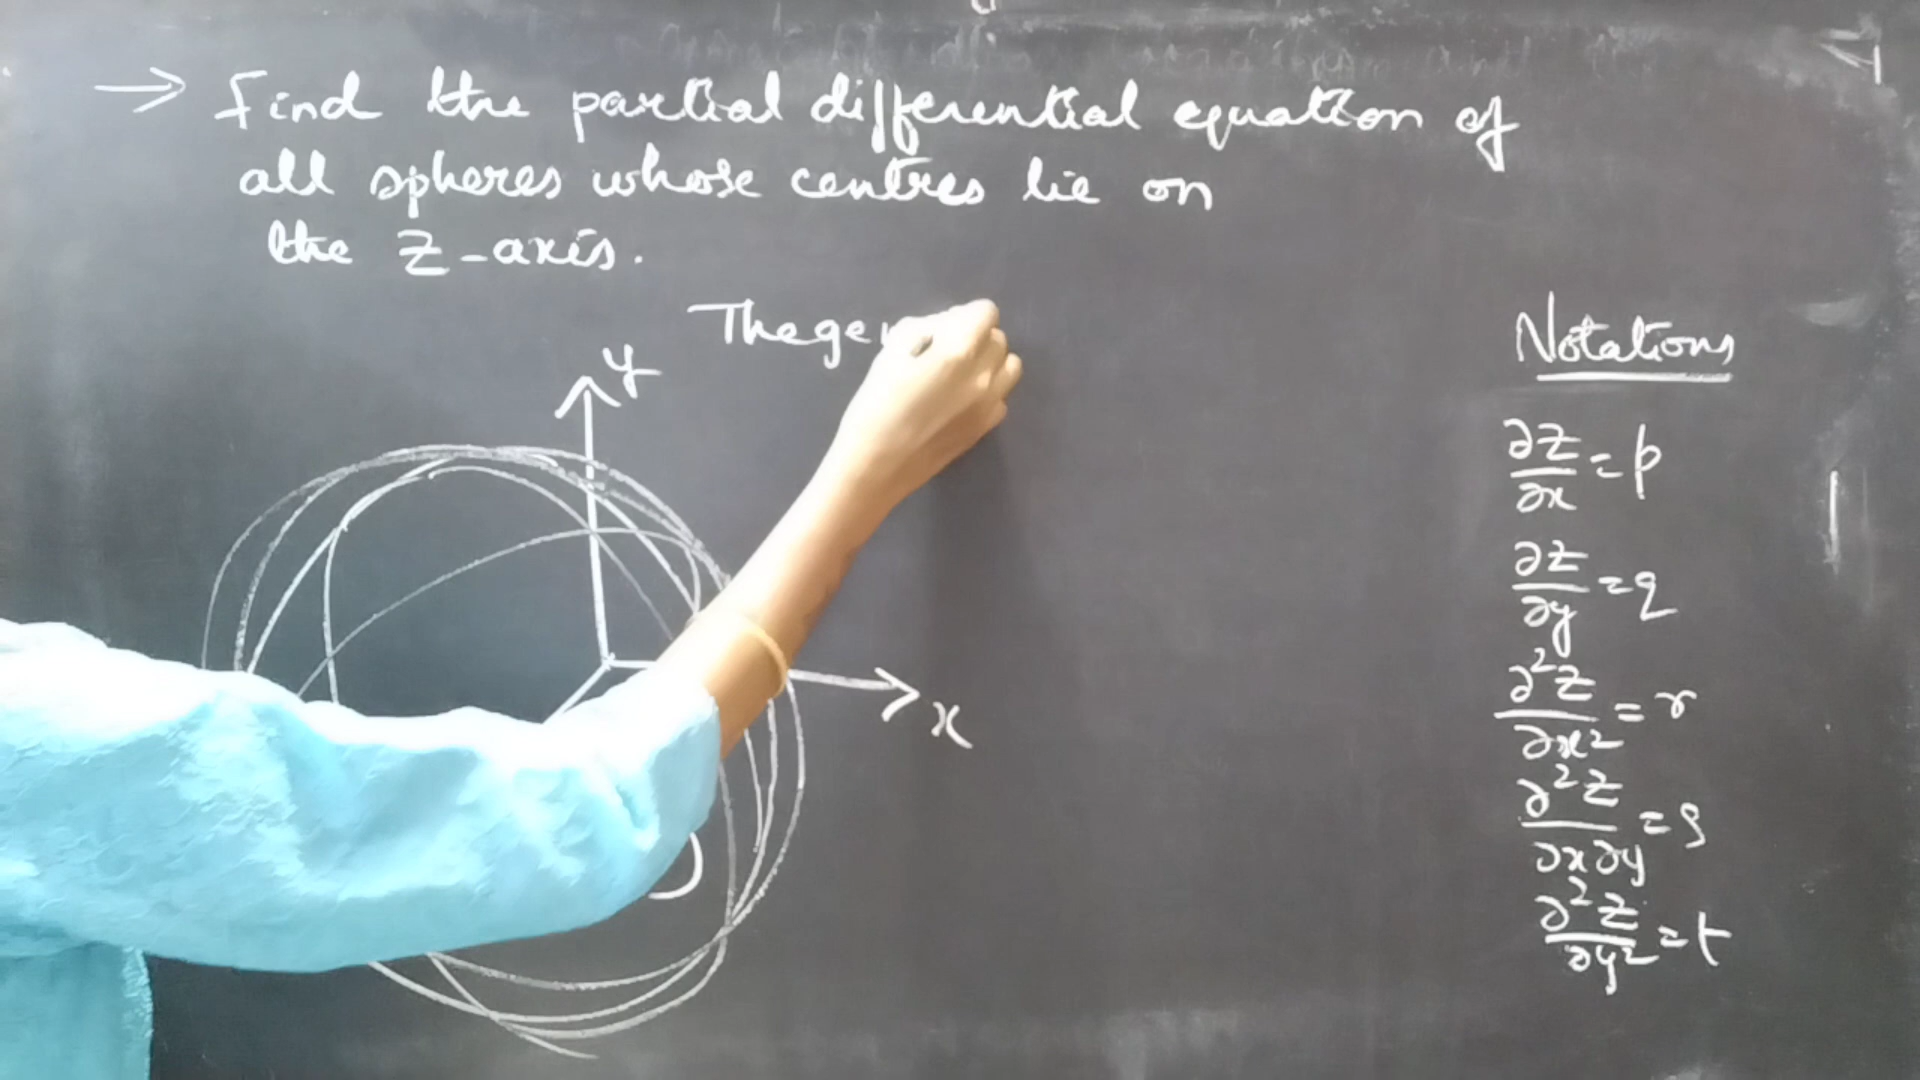 → Find the partial differential equation of
all spheres whose centres lie on
the Z-axis.
The gen
y
x
Notations
∂z/∂x = p
∂z/∂y = q
∂²z/∂x² = r
∂²z/∂x∂y = s
∂²z/∂y² = t